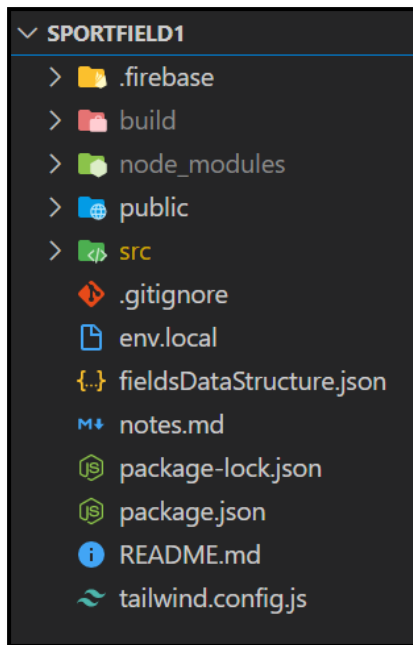 SPORTFIELD1
.firebase
build
node_modules
public
src
.gitignore
env.local
fieldsDataStructure.json
notes.md
package-lock.json
package.json
README.md
tailwind.config.js